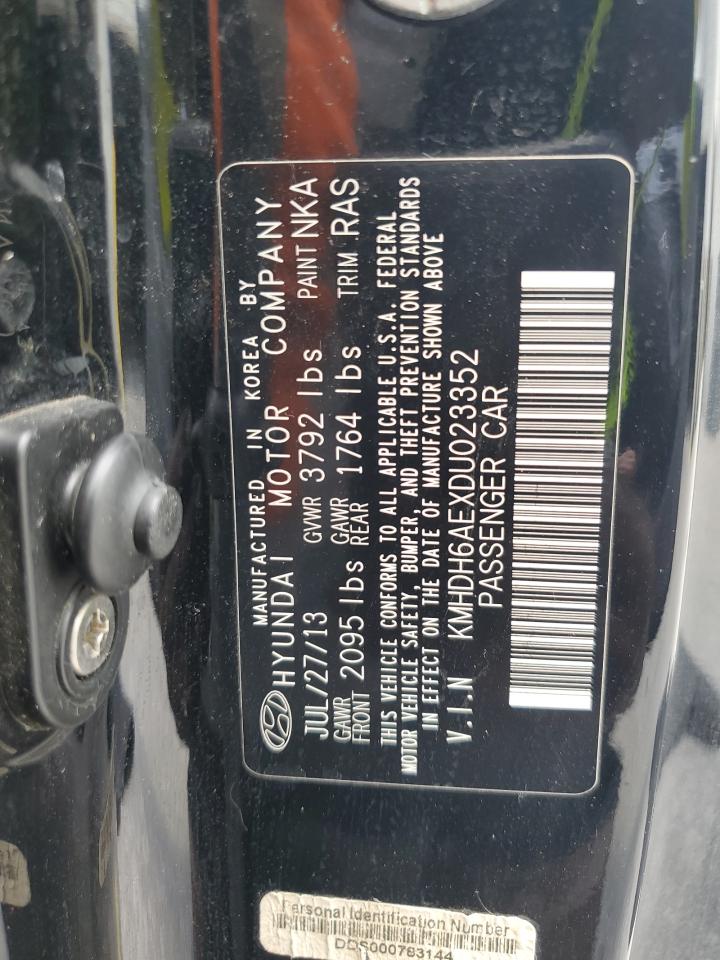 MANUFACTURED IN KOREA BY
HYUNDAI MOTOR COMPANY
JUL/27/13 GVWR 3792 lbs PAINT NKA
GAWR FRONT 2095 lbs GAWR REAR 1764 lbs TRIM RAS
THIS VEHICLE CONFORMS TO ALL APPLICABLE U.S.A. FEDERAL
MOTOR VEHICLE SAFETY, BUMPER, AND THEFT PREVENTION STANDARDS
IN EFFECT ON THE DATE OF MANUFACTURE SHOWN ABOVE
V.I.N KMHDH6AEXDU023352
PASSENGER CAR
Personal Identification Number